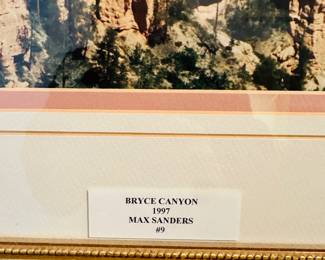 BRYCE CANYON
1997
MAX SANDERS
#9